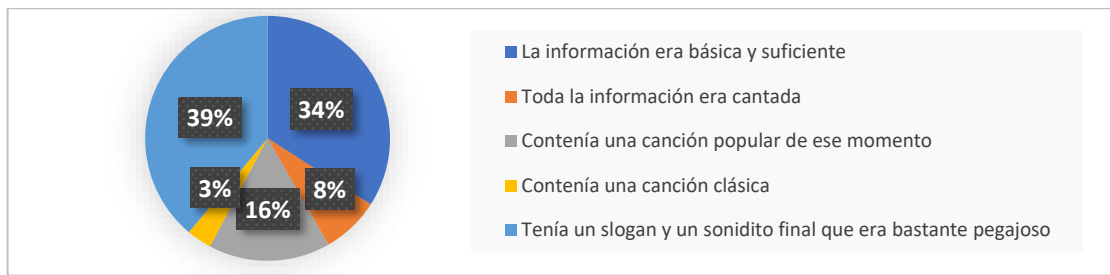 34%
8%
16%
3%
39%
La información era básica y suficiente
Toda la información era cantada
Contenía una canción popular de ese momento
Contenía una canción clásica
Tenía un slogan y un sonidito final que era bastante pegajoso